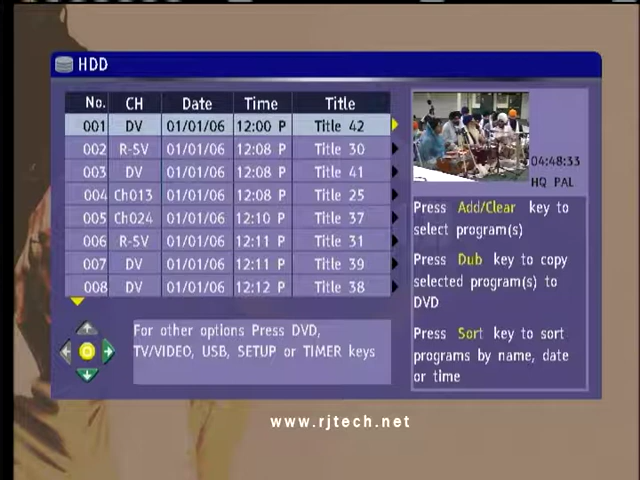 HDD
No. CH Date Time Title
001 DV 01/01/06 12:00 P Title 42
002 R-SV 01/01/06 12:08 P Title 30
003 DV 01/01/06 12:08 P Title 41
004 Ch013 01/01/06 12:08 P Title 25
005 Ch024 01/01/06 12:10 P Title 37
006 R-SV 01/01/06 12:11 P Title 31
007 DV 01/01/06 12:11 P Title 39
008 DV 01/01/06 12:12 P Title 38
04:48:33
HQ PAL
Press Add/Clear key to
select program(s)
Press Dub key to copy
selected program(s) to
DVD
Press Sort key to sort
programs by name, date
or time
For other options Press DVD,
TV/VIDEO, USB, SETUP or TIMER keys
www.rjtech.net